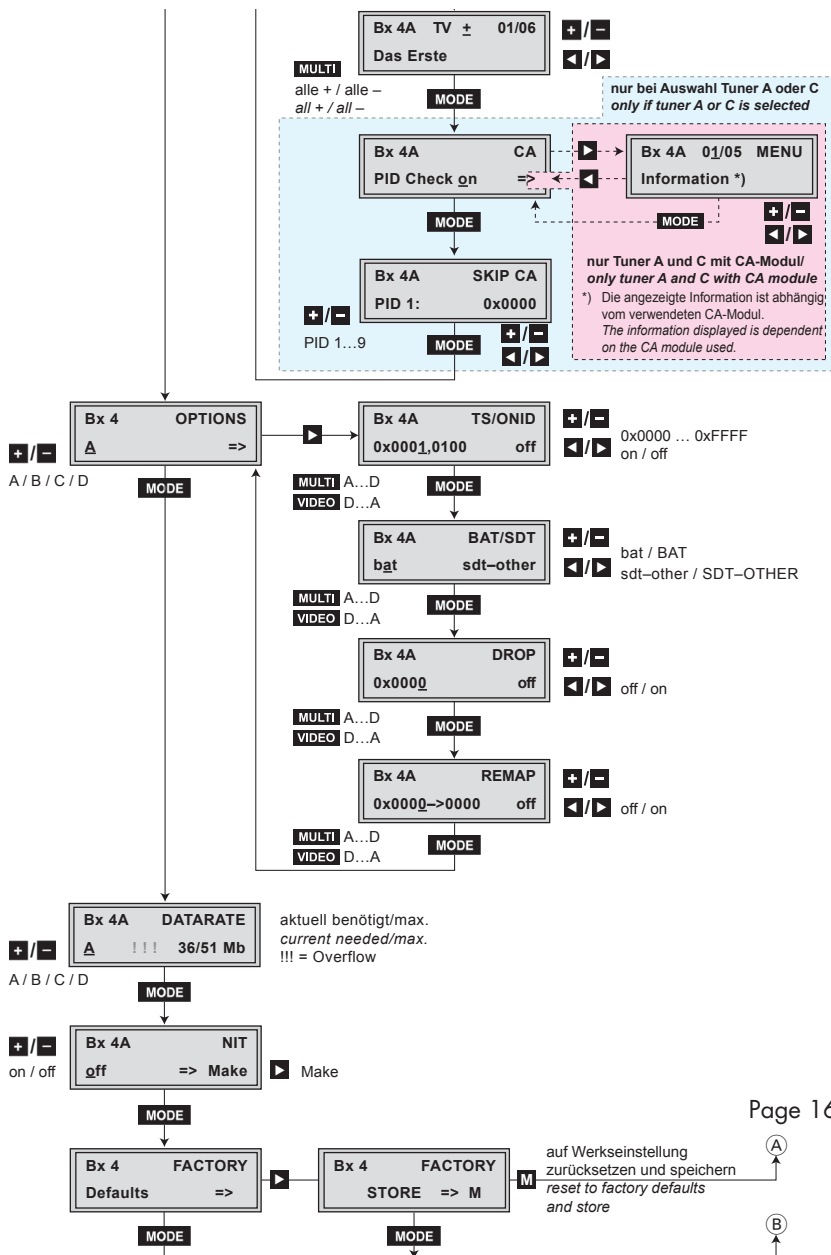 Bx 4A TV + 01/06
Das Erste
+/−
◄/►
MULTI
alle + / alle –
all + / all –
MODE
nur bei Auswahl Tuner A oder C
only if tuner A or C is selected
Bx 4A CA
PID Check on =>
►
◄
Bx 4A 01/05 MENU
Information *)
MODE
+/−
◄/►
MODE
nur Tuner A und C mit CA-Modul/
only tuner A and C with CA module
*) Die angezeigte Information ist abhängig
vom verwendeten CA-Modul.
The information displayed is dependent
on the CA module used.
Bx 4A SKIP CA
PID 1: 0x0000
+/−
PID 1…9
MODE
+/−
◄/►
Bx 4 OPTIONS
A =>
+/−
A / B / C / D
MODE
►
Bx 4A TS/ONID
0x0001,0100 off
+/−
◄/►
0x0000 … 0xFFFF
on / off
MULTI A…D
VIDEO D…A
MODE
Bx 4A BAT/SDT
bat sdt–other
+/−
◄/►
bat / BAT
sdt–other / SDT–OTHER
MULTI A…D
VIDEO D…A
MODE
Bx 4A DROP
0x0000 off
+/−
◄/► off / on
MULTI A…D
VIDEO D…A
MODE
Bx 4A REMAP
0x0000–>0000 off
+/−
◄/► off / on
MULTI A…D
VIDEO D…A
MODE
Bx 4A DATARATE
A !!! 36/51 Mb
+/−
A / B / C / D
aktuell benötigt/max.
current needed/max.
!!! = Overflow
MODE
Bx 4A NIT
off => Make
+/−
on / off
► Make
MODE
Page 16
Bx 4 FACTORY
Defaults =>
►
Bx 4 FACTORY
STORE => M
M
auf Werkseinstellung
zurücksetzen und speichern
reset to factory defaults
and store
A
B
MODE
MODE